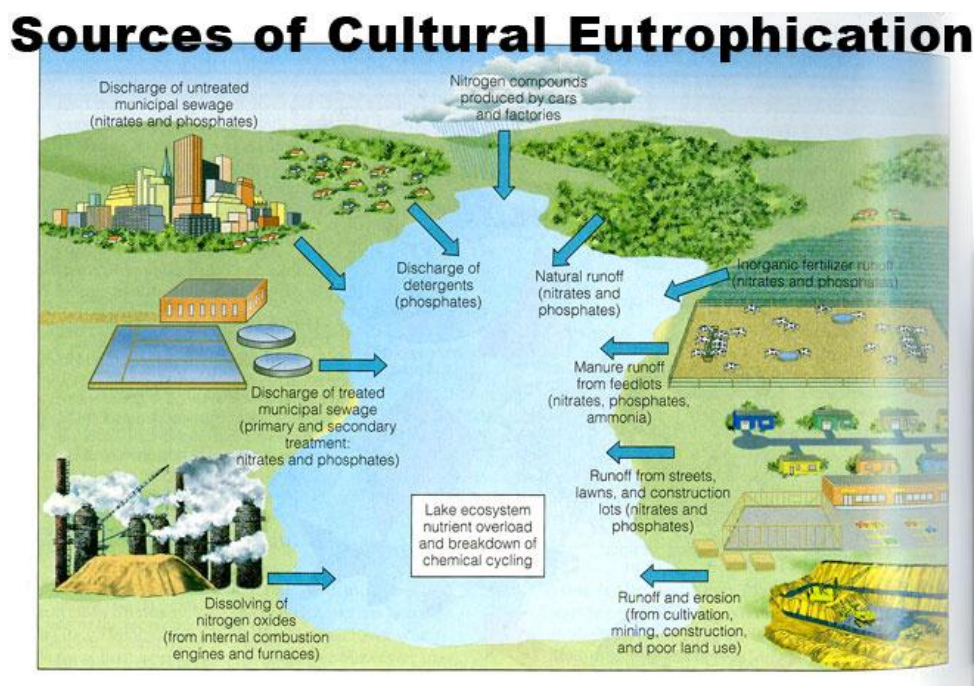 Sources of Cultural Eutrophication
Discharge of untreated
municipal sewage
(nitrates and phosphates)
Nitrogen compounds
produced by cars
and factories
Discharge of
detergents
(phosphates)
Natural runoff
(nitrates and
phosphates)
Inorganic fertilizer runoff
(nitrates and phosphates)
Manure runoff
from feedlots
(nitrates, phosphates,
ammonia)
Discharge of treated
municipal sewage
(primary and secondary
treatment:
nitrates and phosphates)
Runoff from streets,
lawns, and construction
lots (nitrates and
phosphates)
Lake ecosystem
nutrient overload
and breakdown of
chemical cycling
Dissolving of
nitrogen oxides
(from internal combustion
engines and furnaces)
Runoff and erosion
(from cultivation,
mining, construction,
and poor land use)